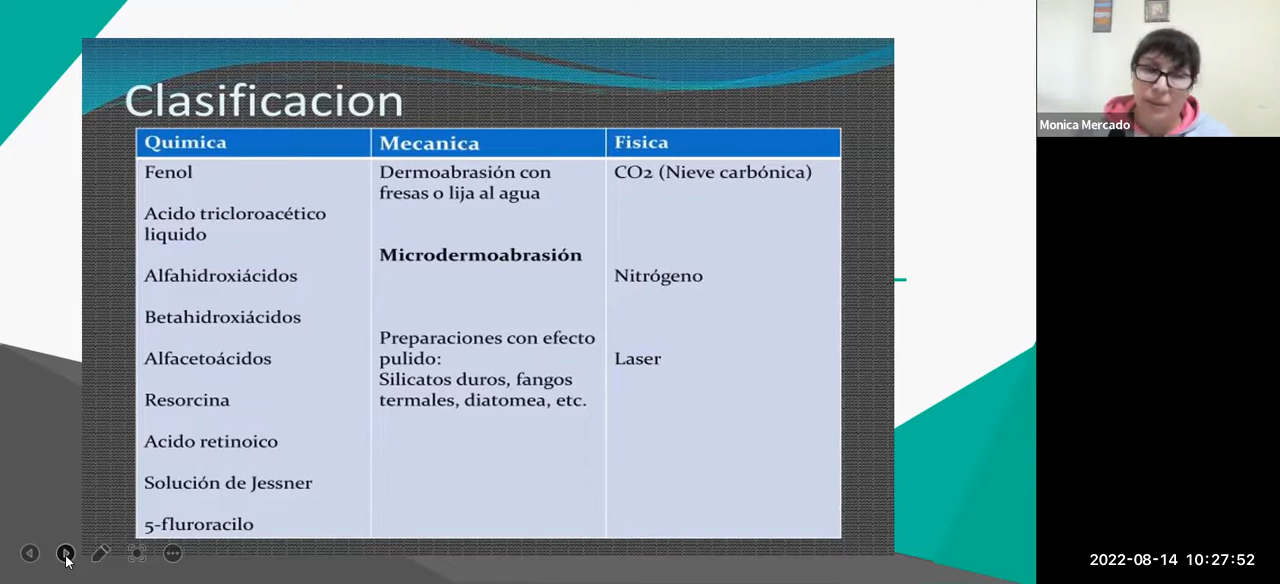 Clasificacion
Quimica
Mecanica
Fisica
Fenol
Acido tricloroacético
liquido
Alfahidroxiácidos
Betahidroxiácidos
Alfacetoácidos
Resorcina
Acido retinoico
Solución de Jessner
5-fluroracilo
Dermoabrasión con
fresas o lija al agua
Microdermoabrasión
Preparaciones con efecto
pulido:
Silicatos duros, fangos
termales, diatomea, etc.
CO2 (Nieve carbónica)
Nitrógeno
Laser
Monica Mercado
2022-08-14 10:27:52